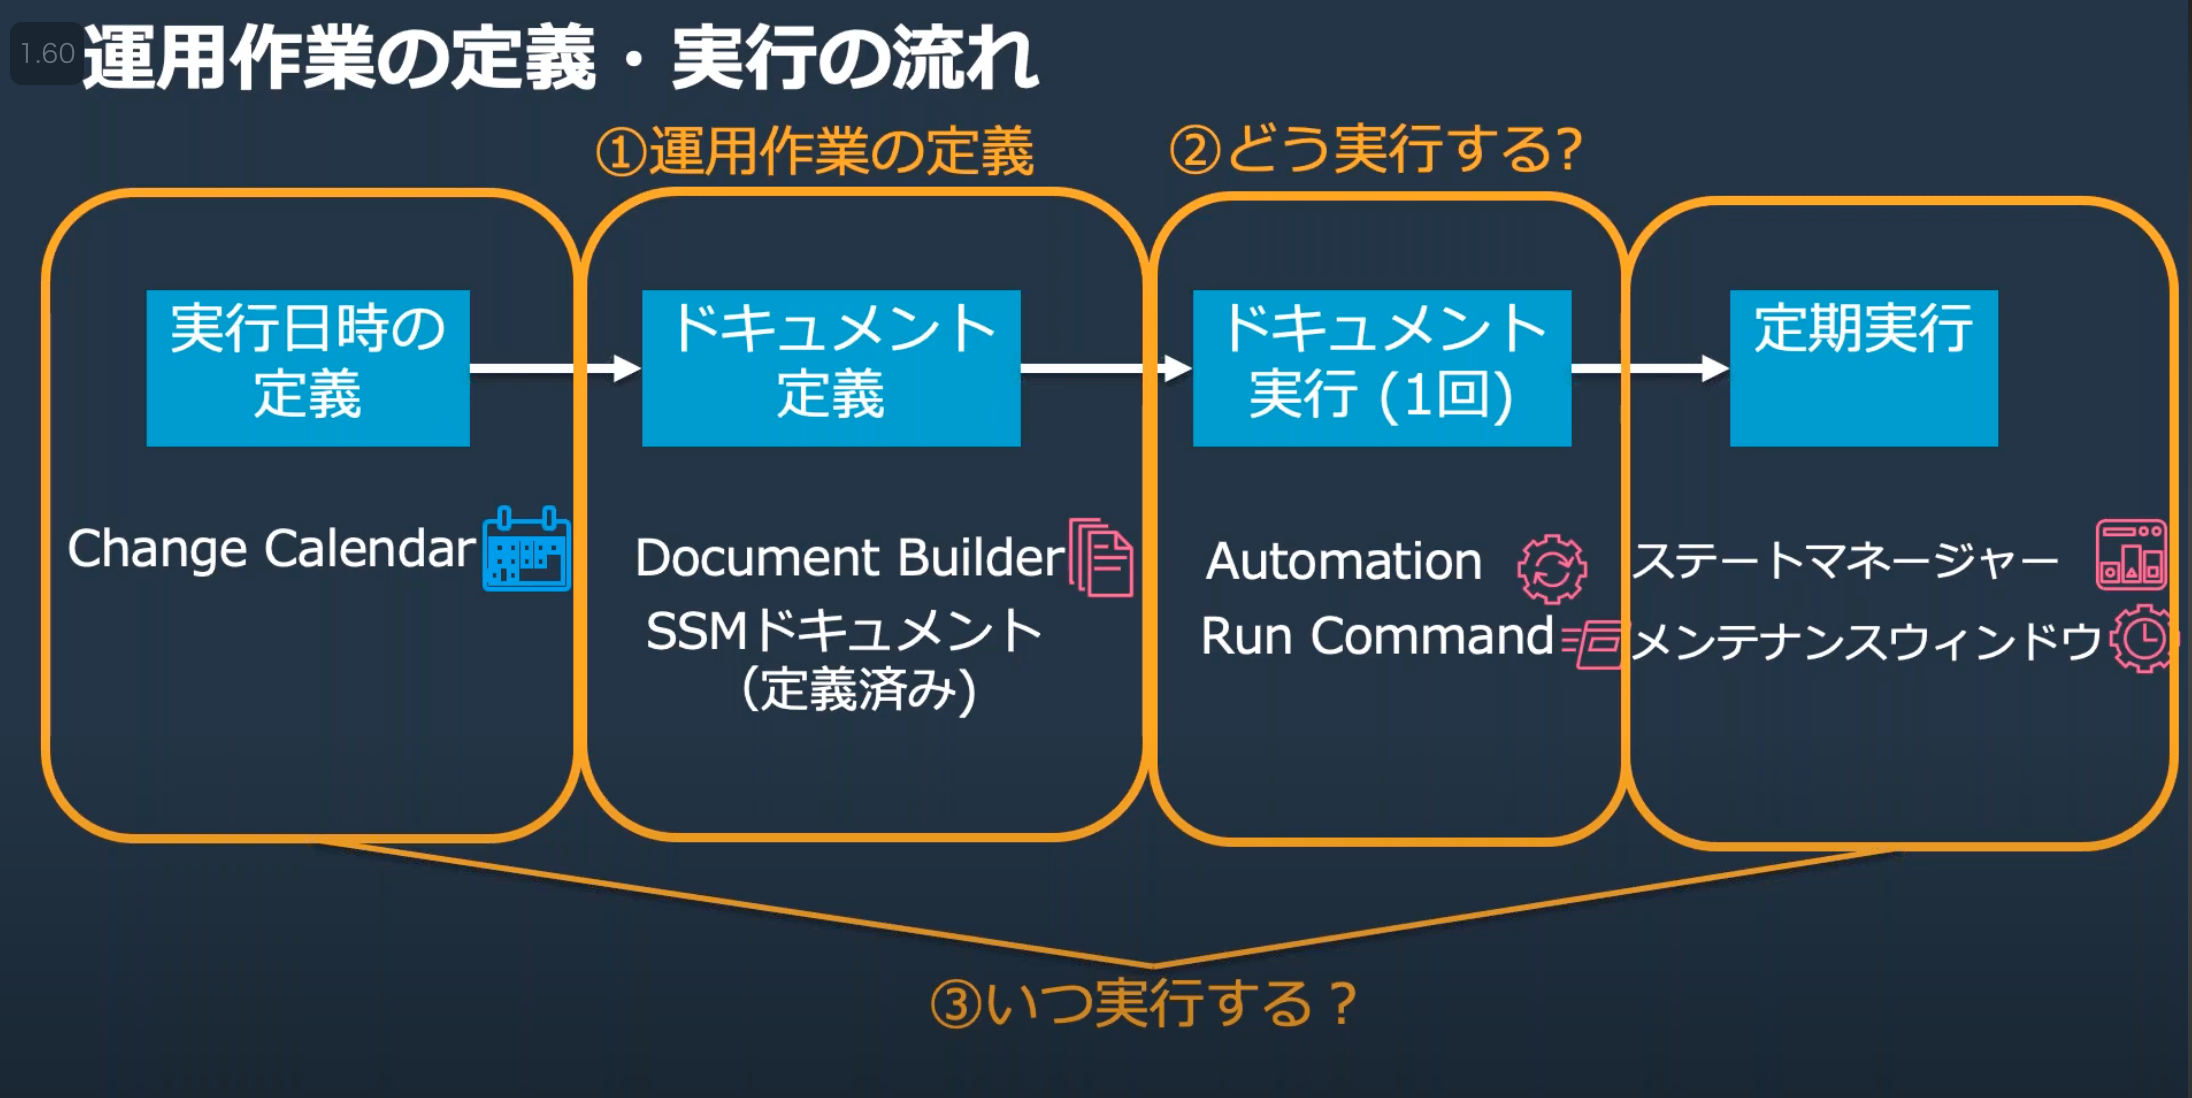 1.60
運用作業の定義・実行の流れ
①運用作業の定義
②どう実行する?
実行日時の
定義
ドキュメント
定義
ドキュメント
実行 (1回)
定期実行
Change Calendar
Document Builder
SSMドキュメント
(定義済み)
Automation
Run Command
ステートマネージャー
メンテナンスウィンドウ
③いつ実行する？